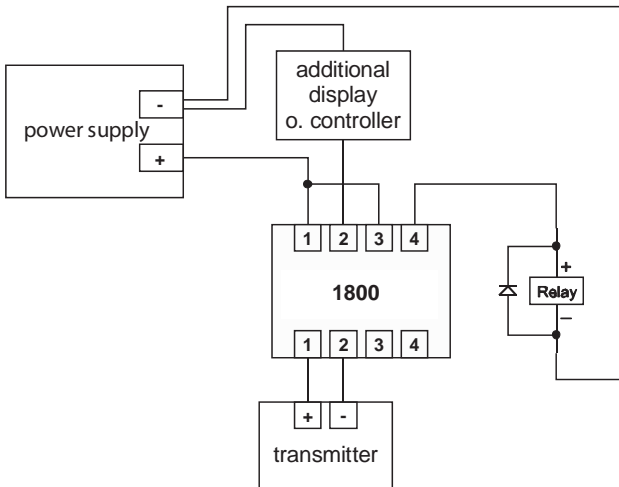 additional
display
o. controller
power supply
-
+
1 2 3 4
1800
1 2 3 4
+
Relay
–
+ -
transmitter